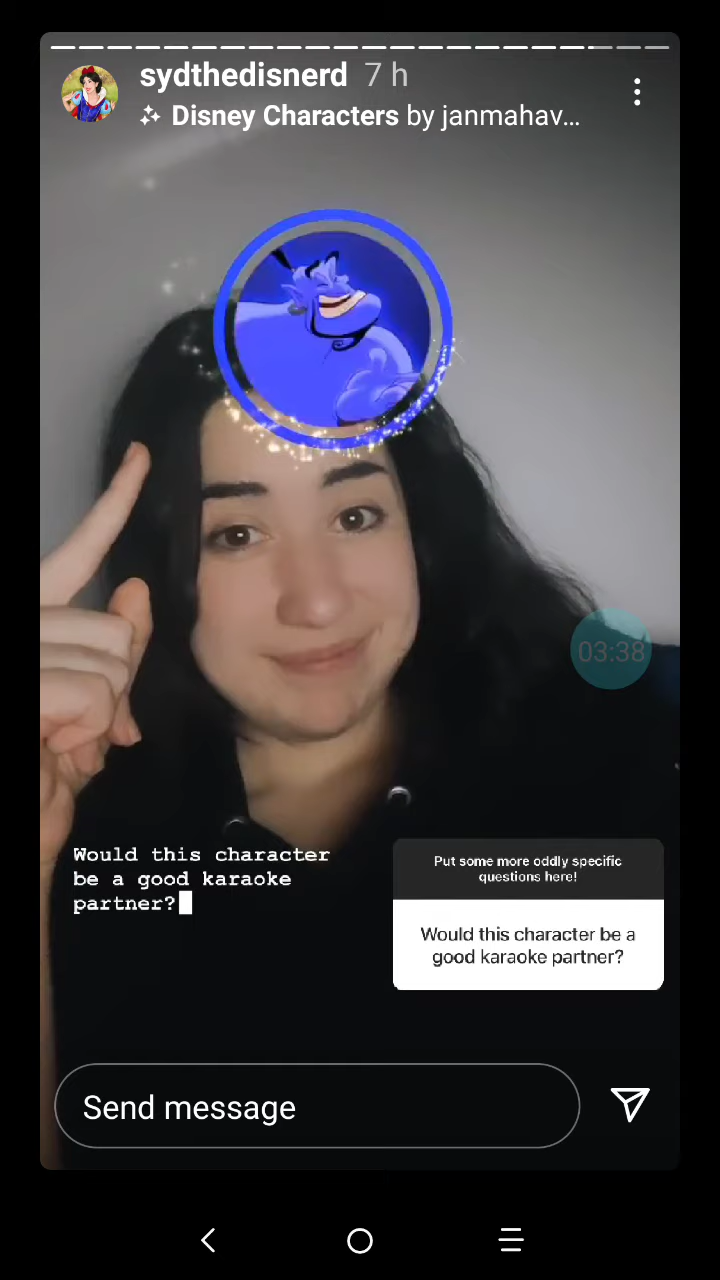 sydthedisnerd 7 h
Disney Characters by janmahav...
03:38
Would this character
be a good karaoke
partner?
Put some more oddly specific
questions here!
Would this character be a
good karaoke partner?
Send message